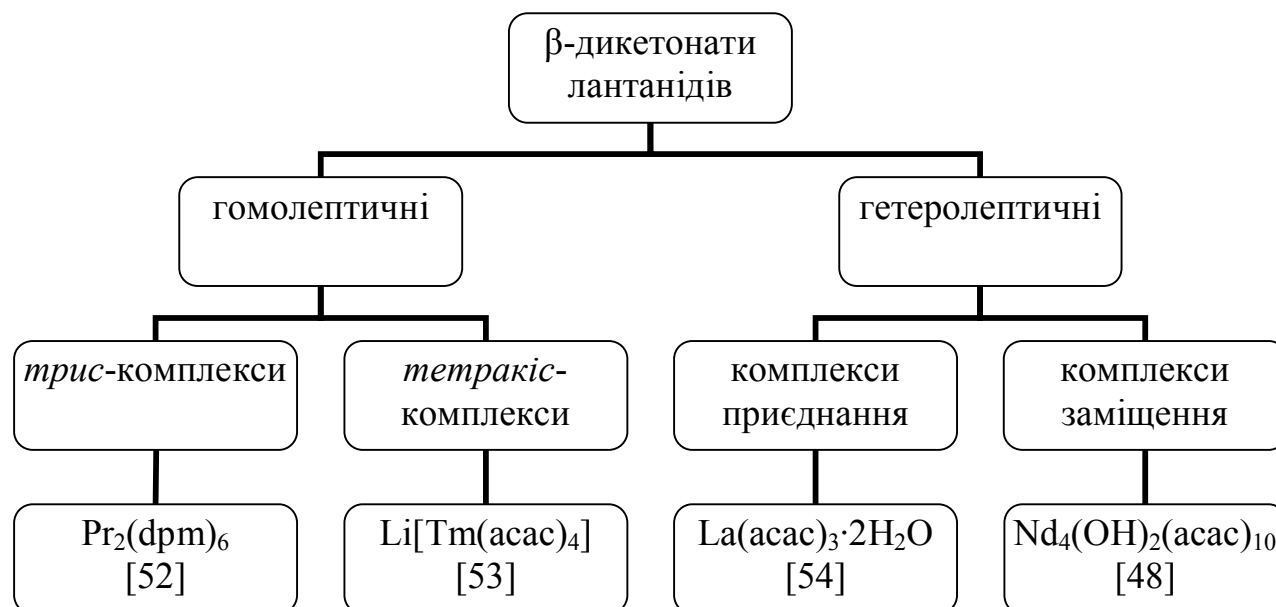 β-дикетонати
лантанідів
гомолептичні
гетеролептичні
трис-комплекси
тетракіс-
комплекси
комплекси
приєднання
комплекси
заміщення
Pr₂(dpm)₆
[52]
Li[Tm(acac)₄]
[53]
La(acac)₃·2H₂O
[54]
Nd₄(OH)₂(acac)₁₀
[48]